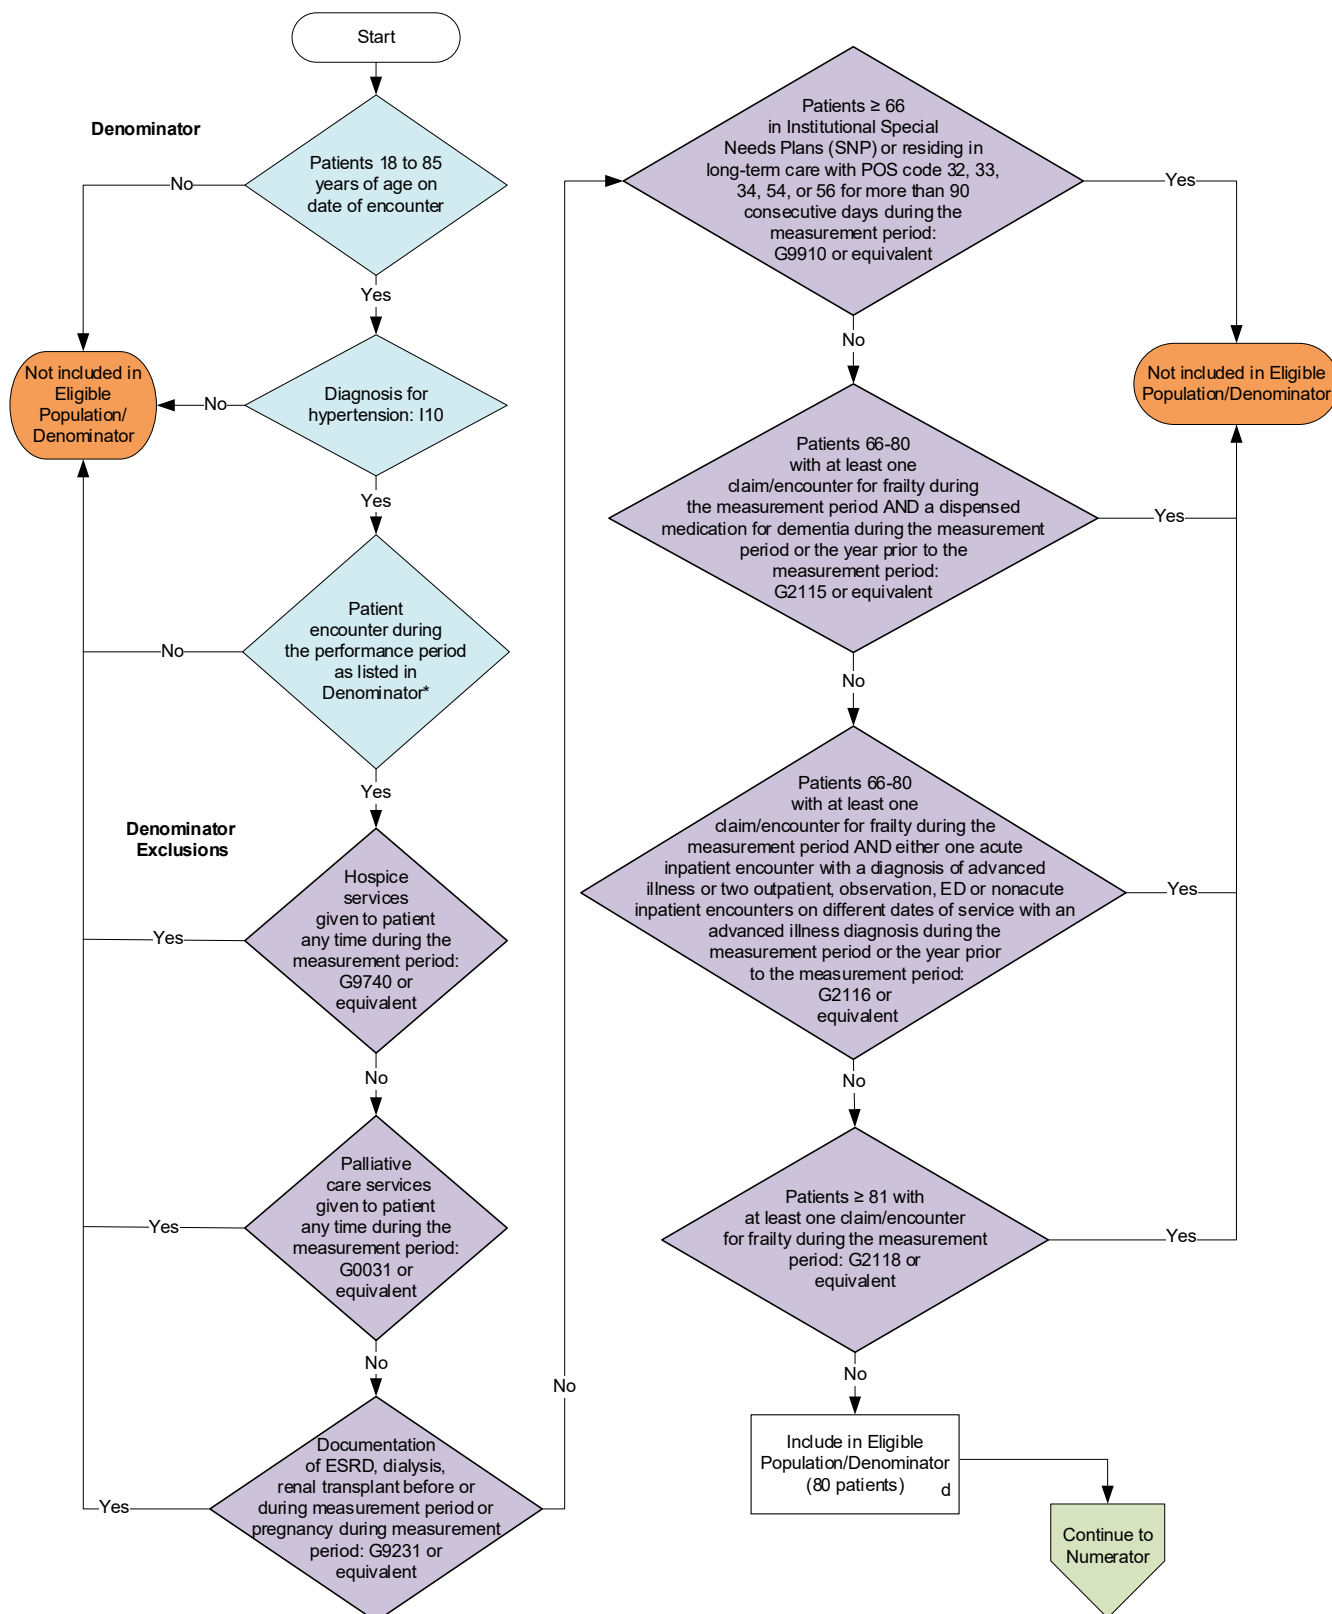 Start
Denominator
Patients 18 to 85
years of age on
date of encounter
No
Yes
Not included in
Eligible
Population/
Denominator
No
Diagnosis for
hypertension: I10
Yes
Patient
encounter during
the performance period
as listed in
Denominator*
No
Yes
Denominator
Exclusions
Hospice
services
given to patient
any time during the
measurement period:
G9740 or
equivalent
Yes
No
Palliative
care services
given to patient
any time during the
measurement period:
G0031 or
equivalent
Yes
No
Documentation
of ESRD, dialysis,
renal transplant before or
during measurement period or
pregnancy during measurement
period: G9231 or
equivalent
Yes
No
Patients ≥ 66
in Institutional Special
Needs Plans (SNP) or residing in
long-term care with POS code 32, 33,
34, 54, or 56 for more than 90
consecutive days during the
measurement period:
G9910 or equivalent
Yes
No
Not included in Eligible
Population/Denominator
Patients 66-80
with at least one
claim/encounter for frailty during
the measurement period AND a dispensed
medication for dementia during the measurement
period or the year prior to the
measurement period:
G2115 or equivalent
Yes
No
Patients 66-80
with at least one
claim/encounter for frailty during the
measurement period AND either one acute
inpatient encounter with a diagnosis of advanced
illness or two outpatient, observation, ED or nonacute
inpatient encounters on different dates of service with an
advanced illness diagnosis during the
measurement period or the year prior
to the measurement period:
G2116 or
equivalent
Yes
No
Patients ≥ 81 with
at least one claim/encounter
for frailty during the measurement
period: G2118 or
equivalent
Yes
No
Include in Eligible
Population/Denominator
(80 patients)
d
Continue to
Numerator